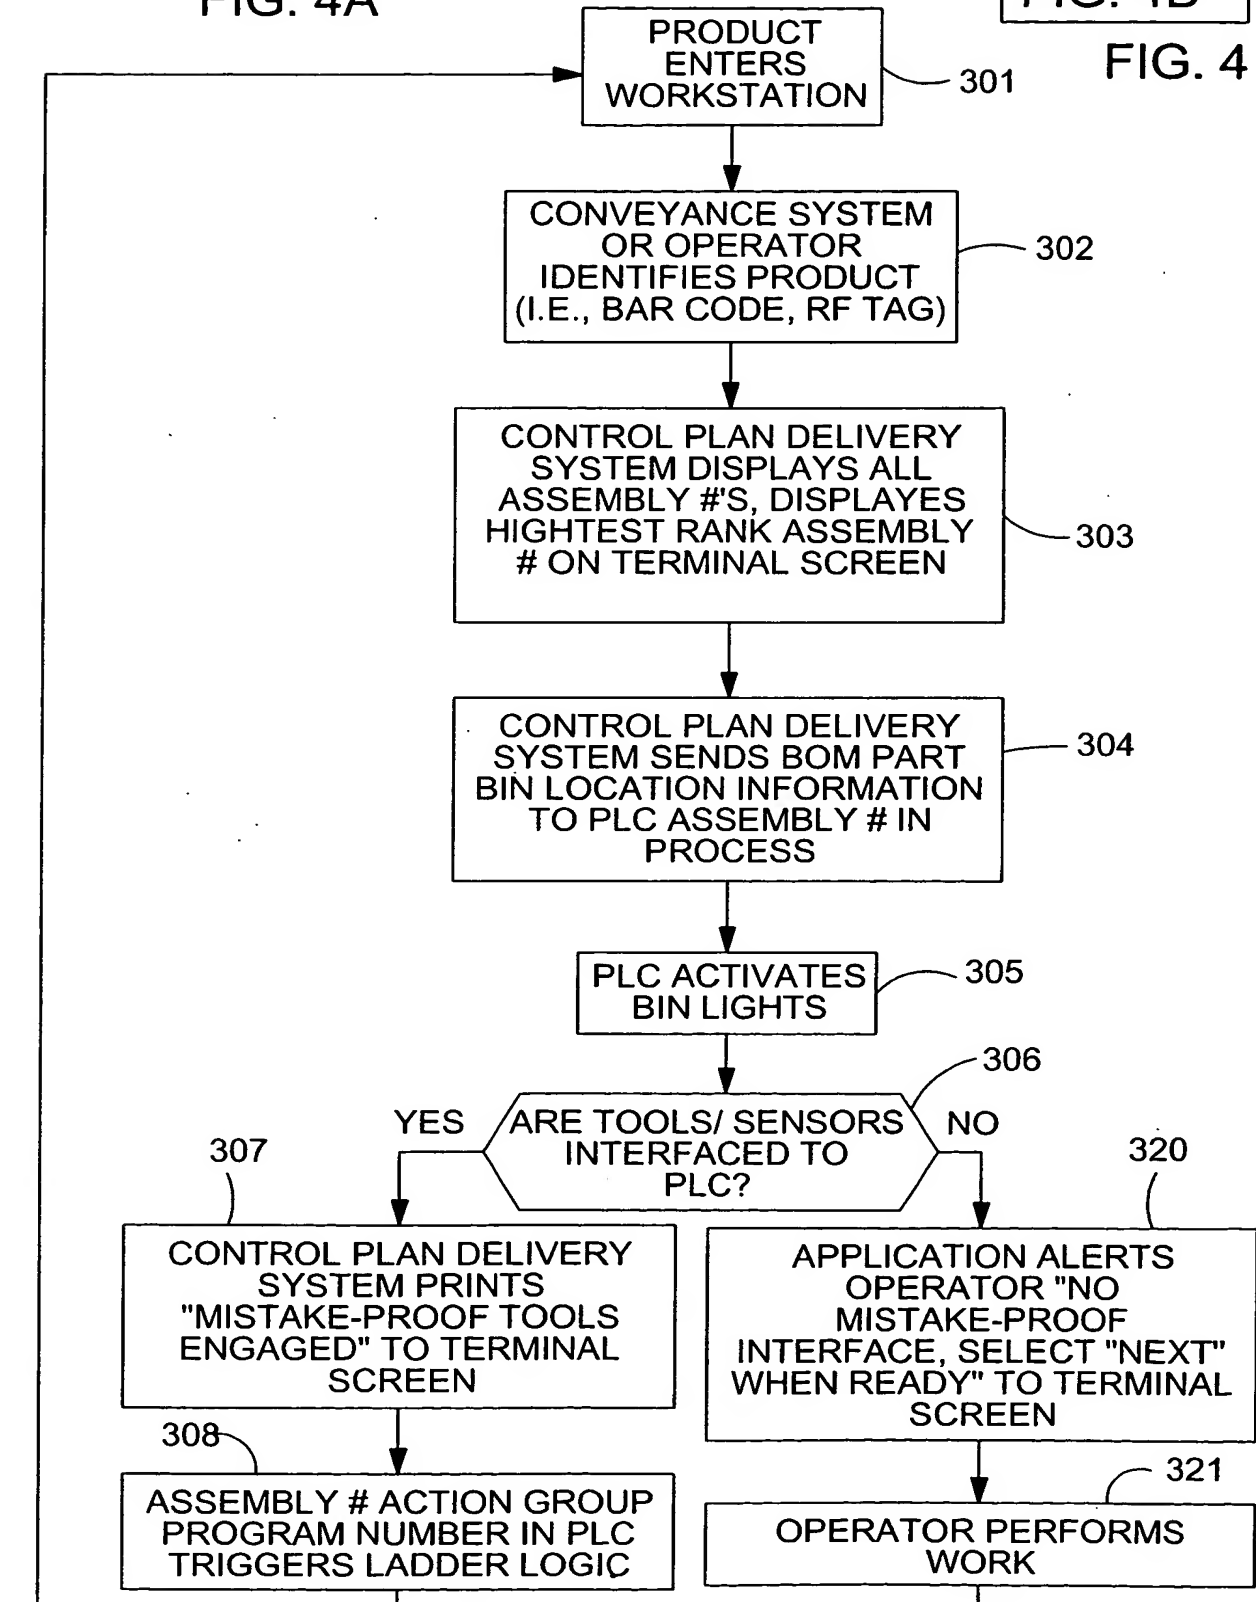 FIG. 4A
FIG. 4B
FIG. 4
PRODUCT
ENTERS
WORKSTATION
301
CONVEYANCE SYSTEM
OR OPERATOR
IDENTIFIES PRODUCT
(I.E., BAR CODE, RF TAG)
302
CONTROL PLAN DELIVERY
SYSTEM DISPLAYS ALL
ASSEMBLY #'S, DISPLAYES
HIGHTEST RANK ASSEMBLY
# ON TERMINAL SCREEN
303
CONTROL PLAN DELIVERY
SYSTEM SENDS BOM PART
BIN LOCATION INFORMATION
TO PLC ASSEMBLY # IN
PROCESS
304
PLC ACTIVATES
BIN LIGHTS
305
306
YES
ARE TOOLS/ SENSORS
INTERFACED TO
PLC?
NO
307
CONTROL PLAN DELIVERY
SYSTEM PRINTS
"MISTAKE-PROOF TOOLS
ENGAGED" TO TERMINAL
SCREEN
320
APPLICATION ALERTS
OPERATOR "NO
MISTAKE-PROOF
INTERFACE, SELECT "NEXT"
WHEN READY" TO TERMINAL
SCREEN
308
ASSEMBLY # ACTION GROUP
PROGRAM NUMBER IN PLC
TRIGGERS LADDER LOGIC
321
OPERATOR PERFORMS
WORK